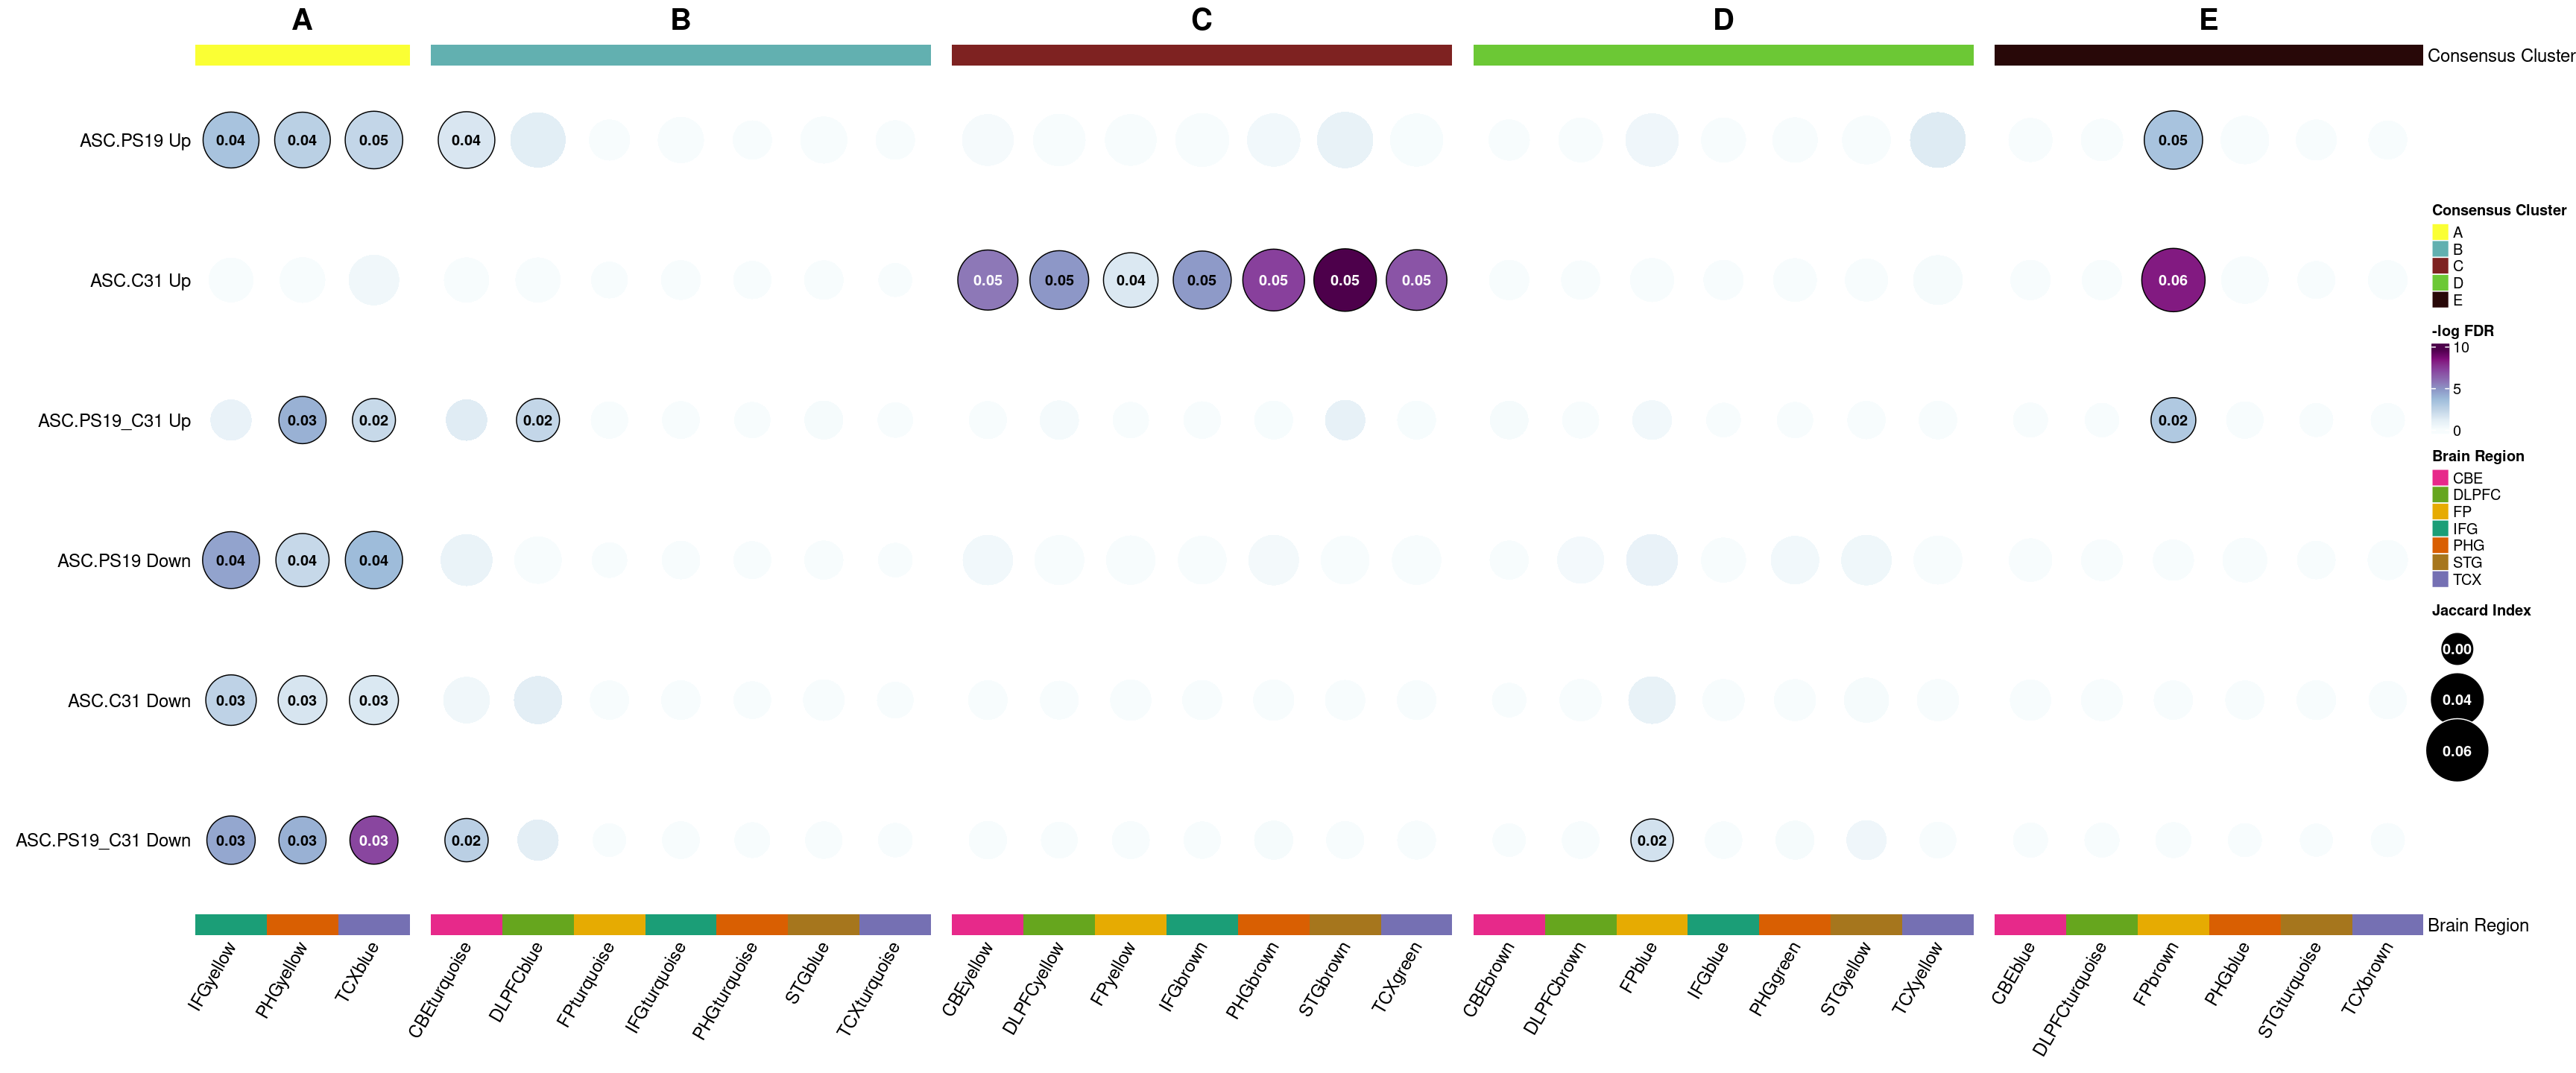 A B C D E
Consensus Cluster
ASC.PS19 Up 0.04 0.04 0.05 0.04 0.05
ASC.C31 Up 0.05 0.05 0.04 0.05 0.05 0.05 0.05 0.06
ASC.PS19_C31 Up 0.03 0.02 0.02 0.02
ASC.PS19 Down 0.04 0.04 0.04
ASC.C31 Down 0.03 0.03 0.03
ASC.PS19_C31 Down 0.03 0.03 0.03 0.02 0.02
Brain Region
IFGyellow PHGyellow TCXblue CBEturquoise DLPFCblue FPturquoise IFGturquoise PHGturquoise STGblue TCXturquoise CBEyellow DLPFCyellow FPyellow IFGbrown PHGbrown STGbrown TCXgreen CBEbrown DLPFCbrown FPblue IFGblue PHGgreen STGyellow TCXyellow CBEblue DLPFCturquoise FPbrown PHGblue STGturquoise TCXbrown
Consensus Cluster
A
B
C
D
E
-log FDR
10
5
0
Brain Region
CBE
DLPFC
FP
IFG
PHG
STG
TCX
Jaccard Index
0.00
0.04
0.06